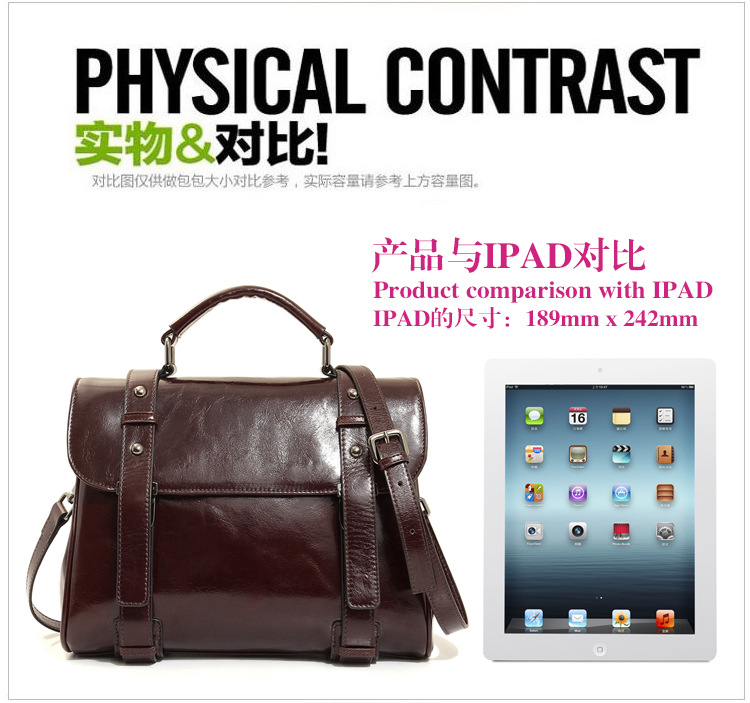 PHYSICAL CONTRAST
实物&对比!
对比图仅供做包包大小对比参考，实际容量请参考上方容量图。
产品与IPAD对比
Product comparison with IPAD
IPAD的尺寸：189mm x 242mm
iPad
16